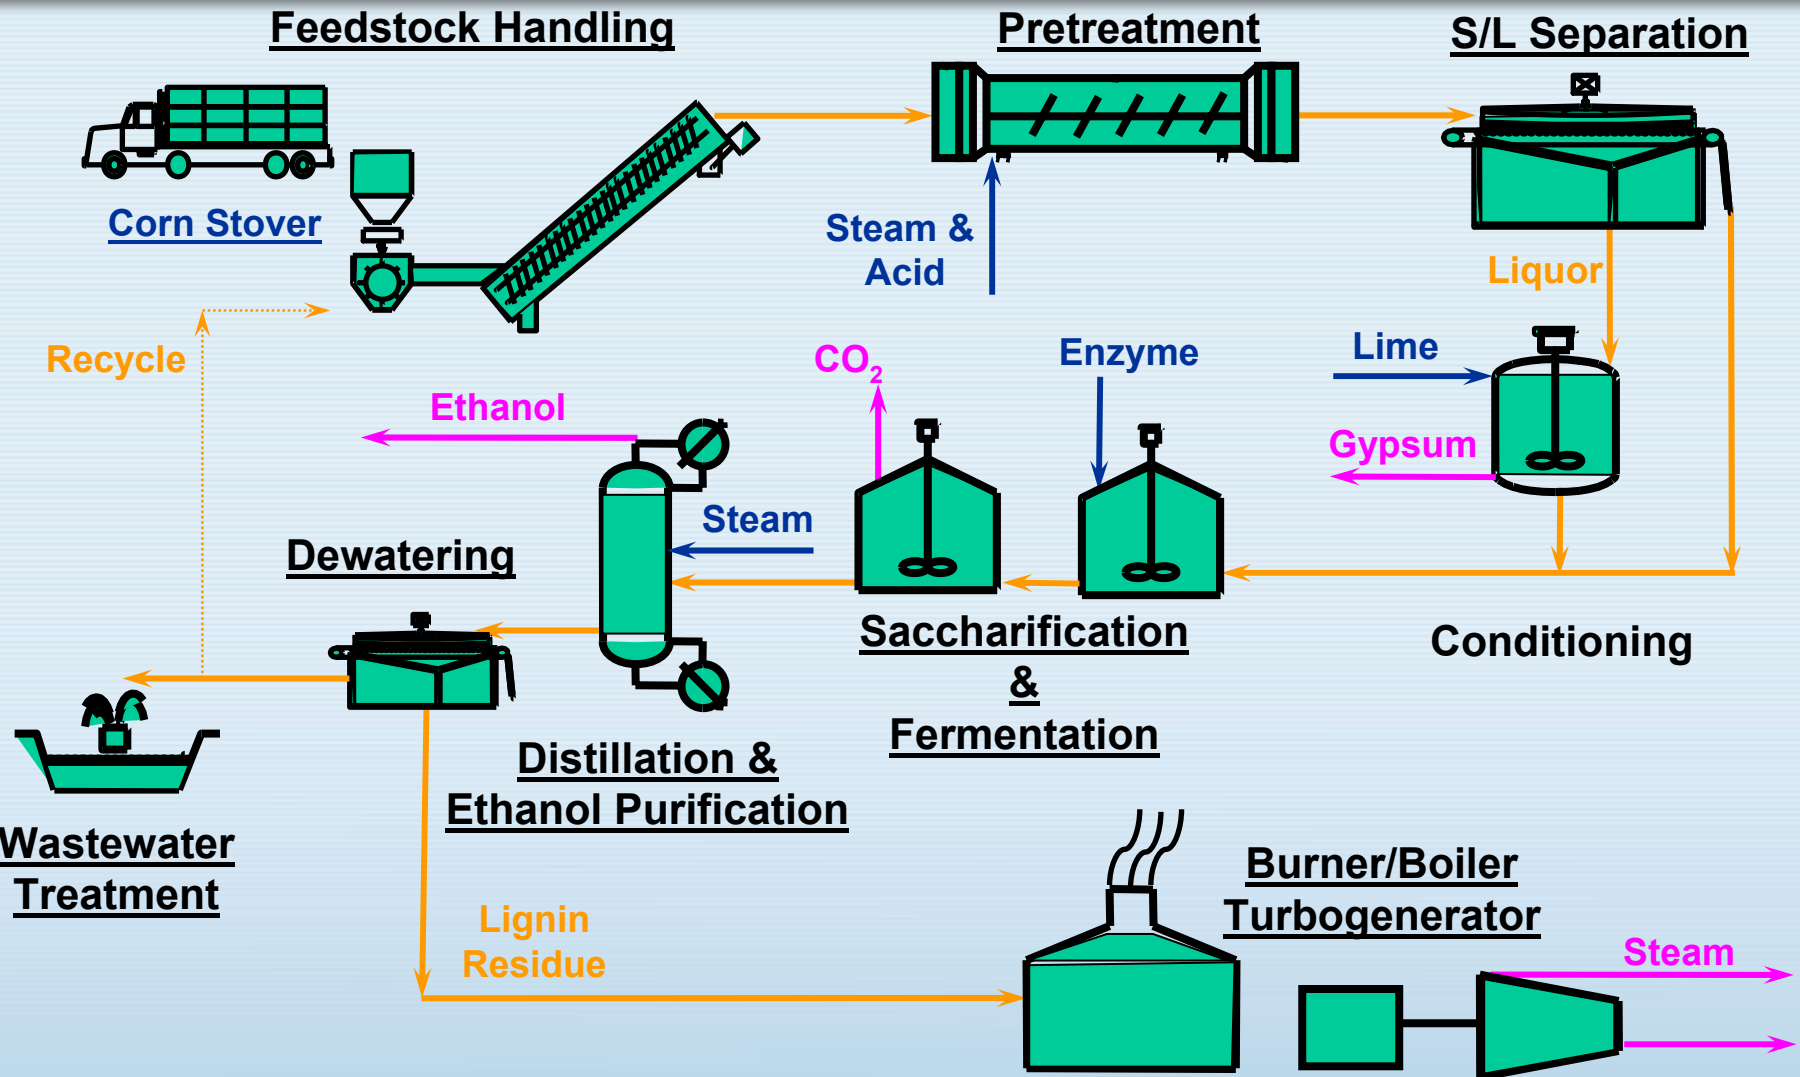 Feedstock Handling
Pretreatment
S/L Separation
Corn Stover
Steam &
Acid
Liquor
Recycle
CO₂
Enzyme
Lime
Ethanol
Gypsum
Steam
Dewatering
Saccharification
&
Fermentation
Conditioning
Distillation &
Ethanol Purification
Wastewater
Treatment
Burner/Boiler
Turbogenerator
Lignin
Residue
Steam